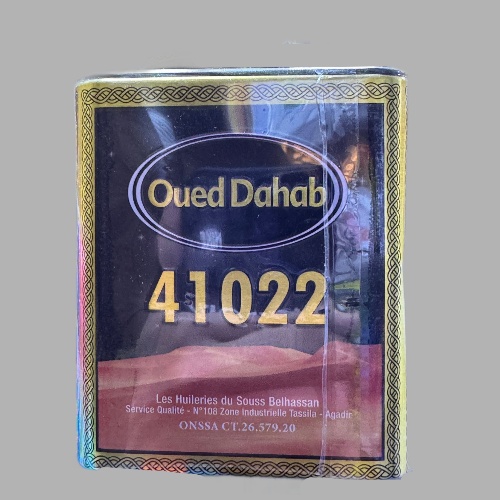 Oued Dahab
41022
Les Huileries du Souss Belhassan
Service Qualité - N°108 Zone Industrielle Tassila - Agadir
ONSSA CT.26.579.20